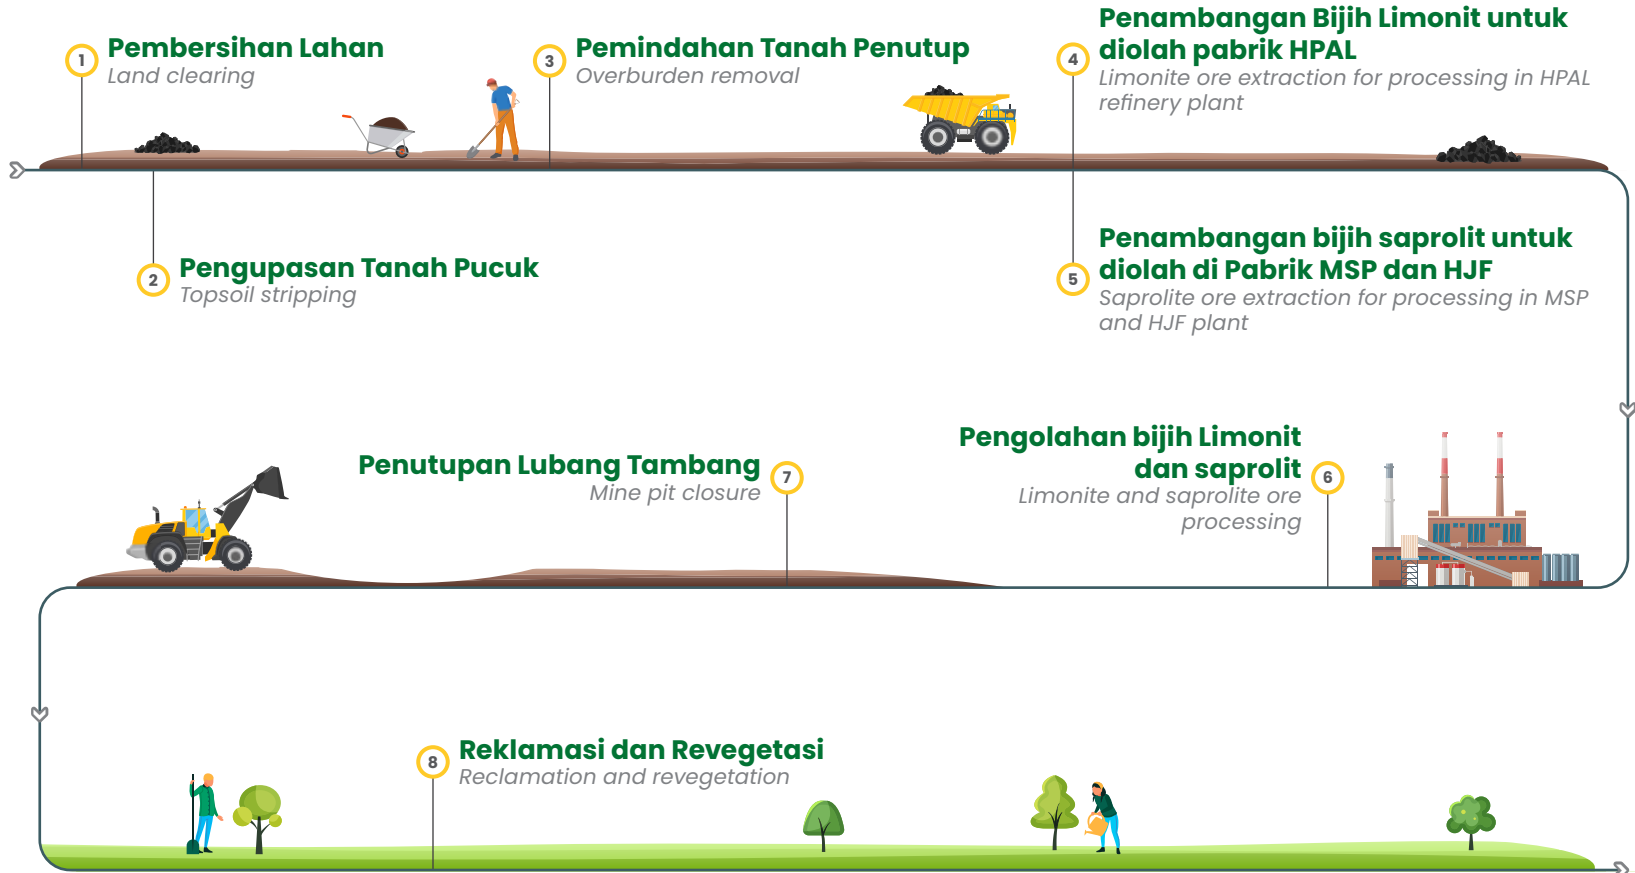 1
Pembersihan Lahan
Land clearing
2
Pengupasan Tanah Pucuk
Topsoil stripping
3
Pemindahan Tanah Penutup
Overburden removal
4
Penambangan Bijih Limonit untuk
diolah pabrik HPAL
Limonite ore extraction for processing in HPAL
refinery plant
5
Penambangan bijih saprolit untuk
diolah di Pabrik MSP dan HJF
Saprolite ore extraction for processing in MSP
and HJF plant
6
Pengolahan bijih Limonit
dan saprolit
Limonite and saprolite ore
processing
7
Penutupan Lubang Tambang
Mine pit closure
8
Reklamasi dan Revegetasi
Reclamation and revegetation